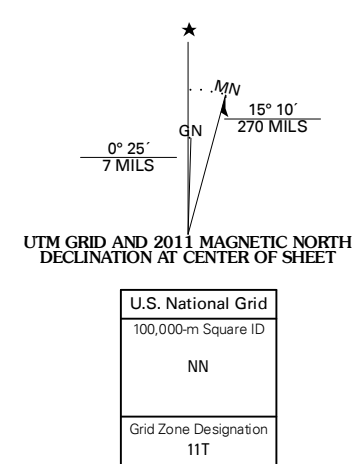 ★
MN
GN
15° 10´
270 MILS
0° 25´
7 MILS
UTM GRID AND 2011 MAGNETIC NORTH
DECLINATION AT CENTER OF SHEET
U.S. National Grid
100,000-m Square ID
NN
Grid Zone Designation
11T